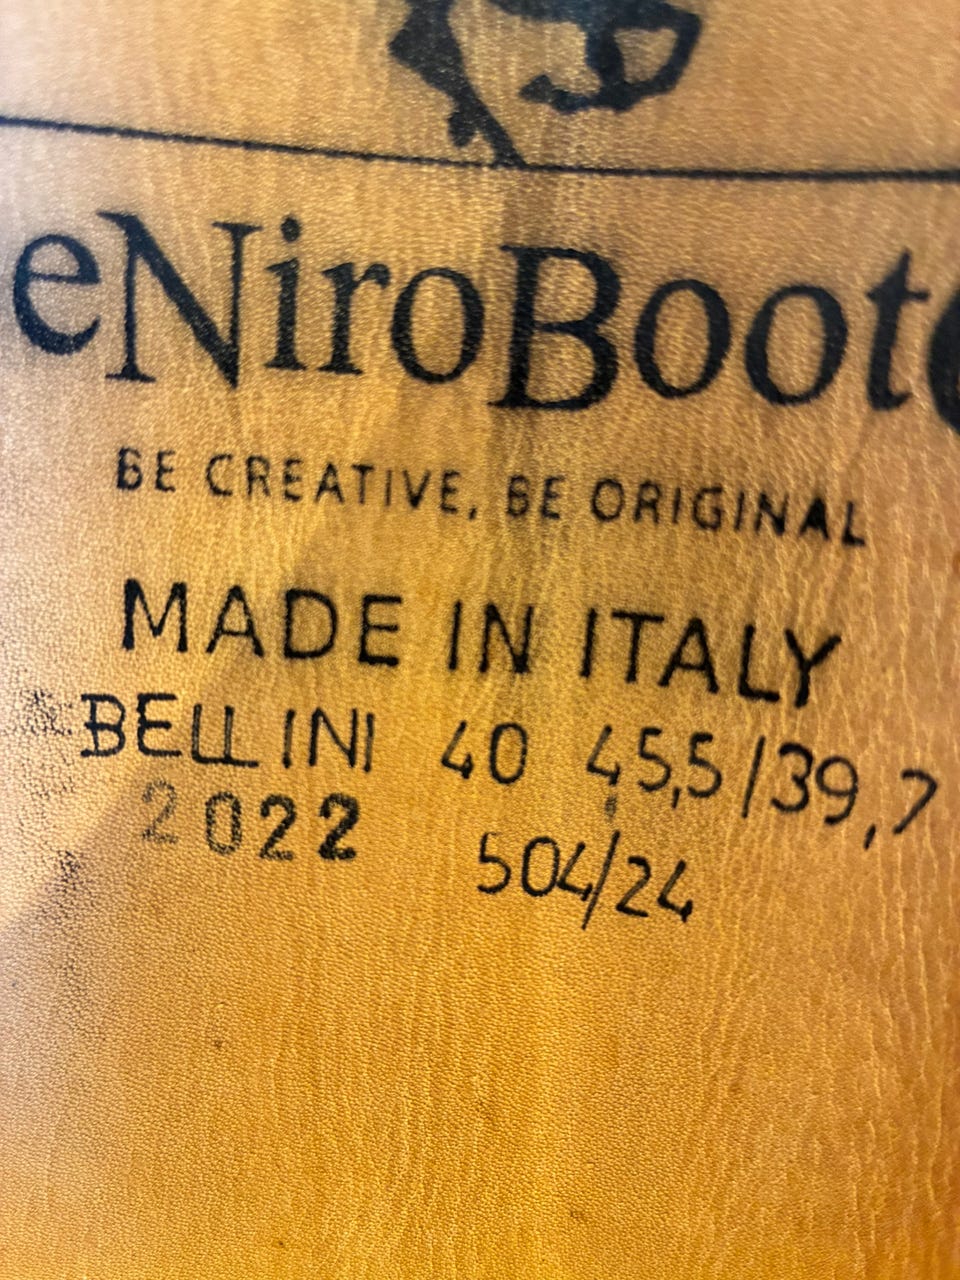 eNiroBoot
BE CREATIVE, BE ORIGINAL
MADE IN ITALY
BELLINI 40 45,5/39,7
2022 504/24